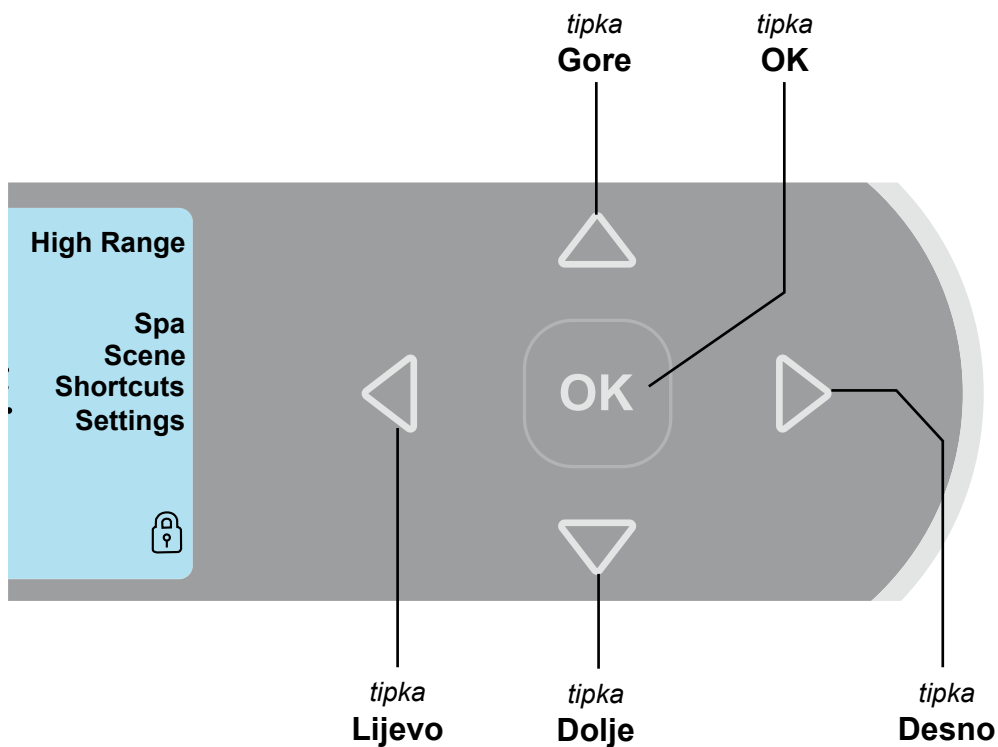 tipka
Gore
tipka
OK
High Range
Spa
Scene
Shortcuts
Settings
OK
tipka
Lijevo
tipka
Dolje
tipka
Desno